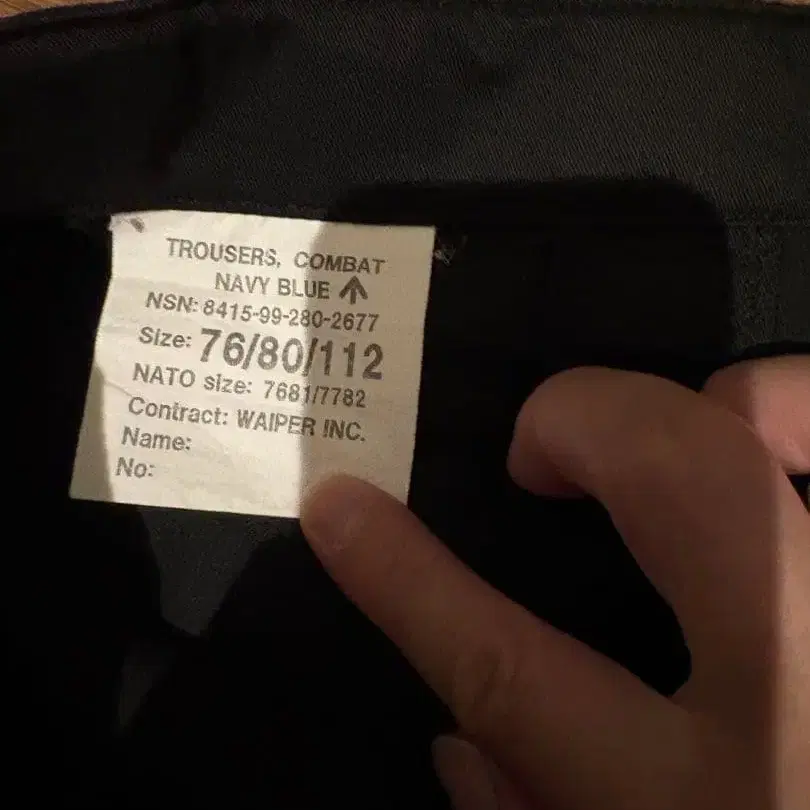 TROUSERS, COMBAT
NAVY BLUE
NSN: 8415-99-280-2677
Size: 76/80/112
NATO size: 7681/7782
Contract: WAIPER INC.
Name:
No: